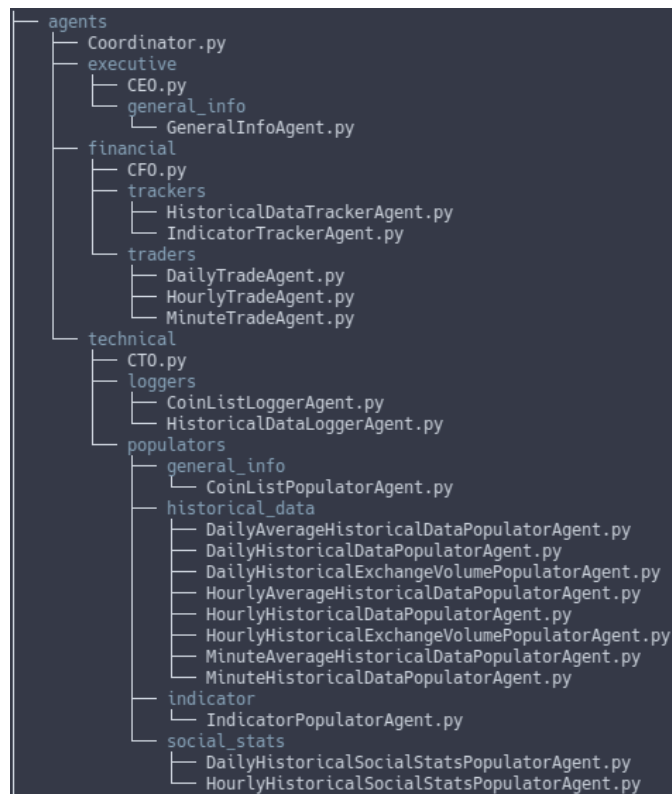 agents
Coordinator.py
executive
CEO.py
general_info
GeneralInfoAgent.py
financial
CFO.py
trackers
HistoricalDataTrackerAgent.py
IndicatorTrackerAgent.py
traders
DailyTradeAgent.py
HourlyTradeAgent.py
MinuteTradeAgent.py
technical
CTO.py
loggers
CoinListLoggerAgent.py
HistoricalDataLoggerAgent.py
populators
general_info
CoinListPopulatorAgent.py
historical_data
DailyAverageHistoricalDataPopulatorAgent.py
DailyHistoricalDataPopulatorAgent.py
DailyHistoricalExchangeVolumePopulatorAgent.py
HourlyAverageHistoricalDataPopulatorAgent.py
HourlyHistoricalDataPopulatorAgent.py
HourlyHistoricalExchangeVolumePopulatorAgent.py
MinuteAverageHistoricalDataPopulatorAgent.py
MinuteHistoricalDataPopulatorAgent.py
indicator
IndicatorPopulatorAgent.py
social_stats
DailyHistoricalSocialStatsPopulatorAgent.py
HourlyHistoricalSocialStatsPopulatorAgent.py